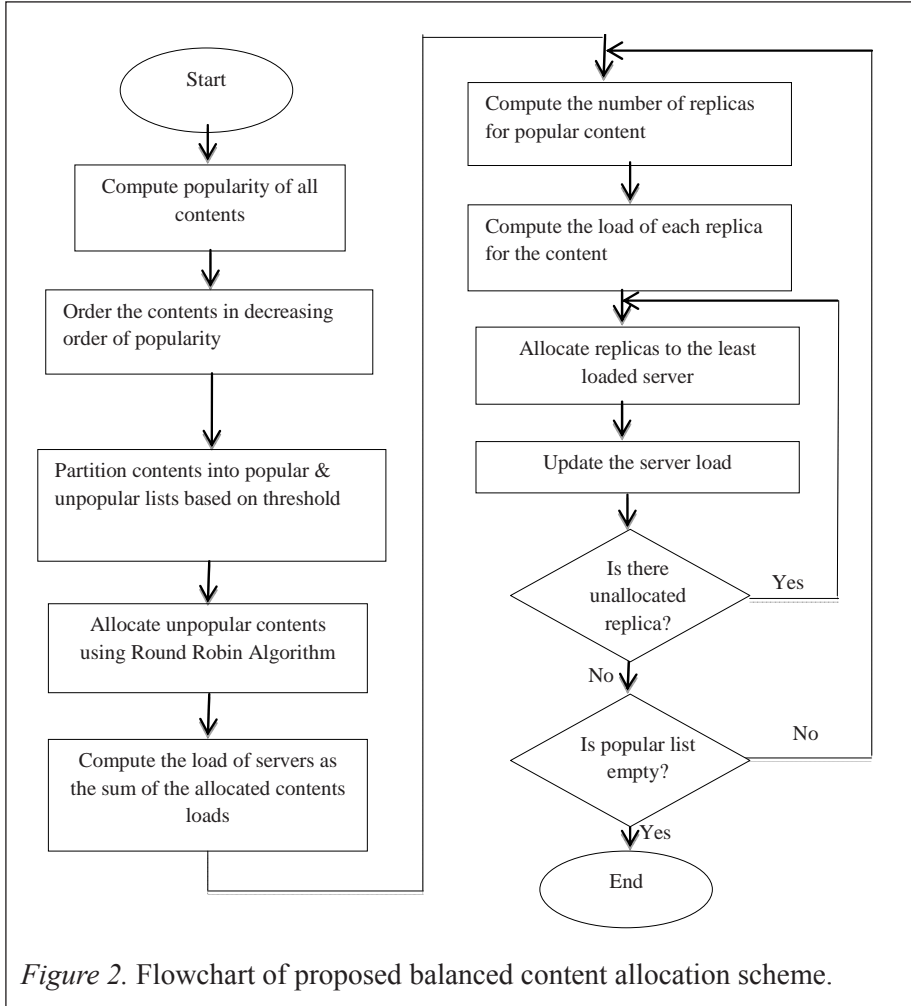 Start
Compute popularity of all
contents
Order the contents in decreasing
order of popularity
Partition contents into popular &
unpopular lists based on threshold
Allocate unpopular contents
using Round Robin Algorithm
Compute the load of servers as
the sum of the allocated contents
loads
Compute the number of replicas
for popular content
Compute the load of each replica
for the content
Allocate replicas to the least
loaded server
Update the server load
Is there
unallocated
replica?
Yes
No
Is popular list
empty?
No
Yes
End
Figure 2. Flowchart of proposed balanced content allocation scheme.